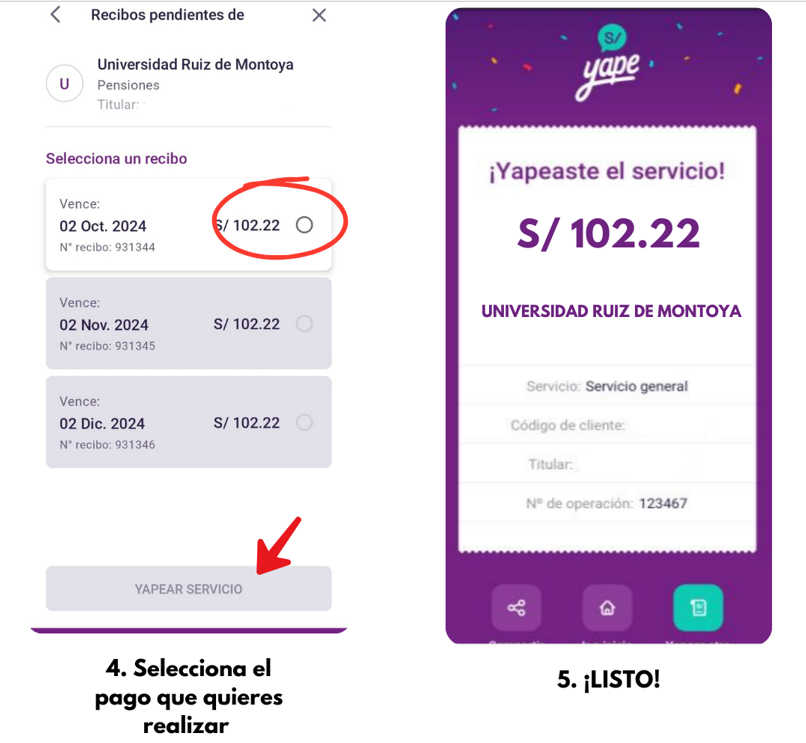 Recibos pendientes de
U
Universidad Ruiz de Montoya
Pensiones
Titular:
Selecciona un recibo
Vence:
02 Oct. 2024
S/ 102.22
N° recibo: 931344
Vence:
02 Nov. 2024
S/ 102.22
N° recibo: 931345
Vence:
02 Dic. 2024
S/ 102.22
N° recibo: 931346
YAPEAR SERVICIO
4. Selecciona el
pago que quieres
realizar
S/
yape
¡Yapeaste el servicio!
S/ 102.22
UNIVERSIDAD RUIZ DE MONTOYA
Servicio: Servicio general
Código de cliente:
Titular:
Nº de operación: 123467
5. ¡LISTO!